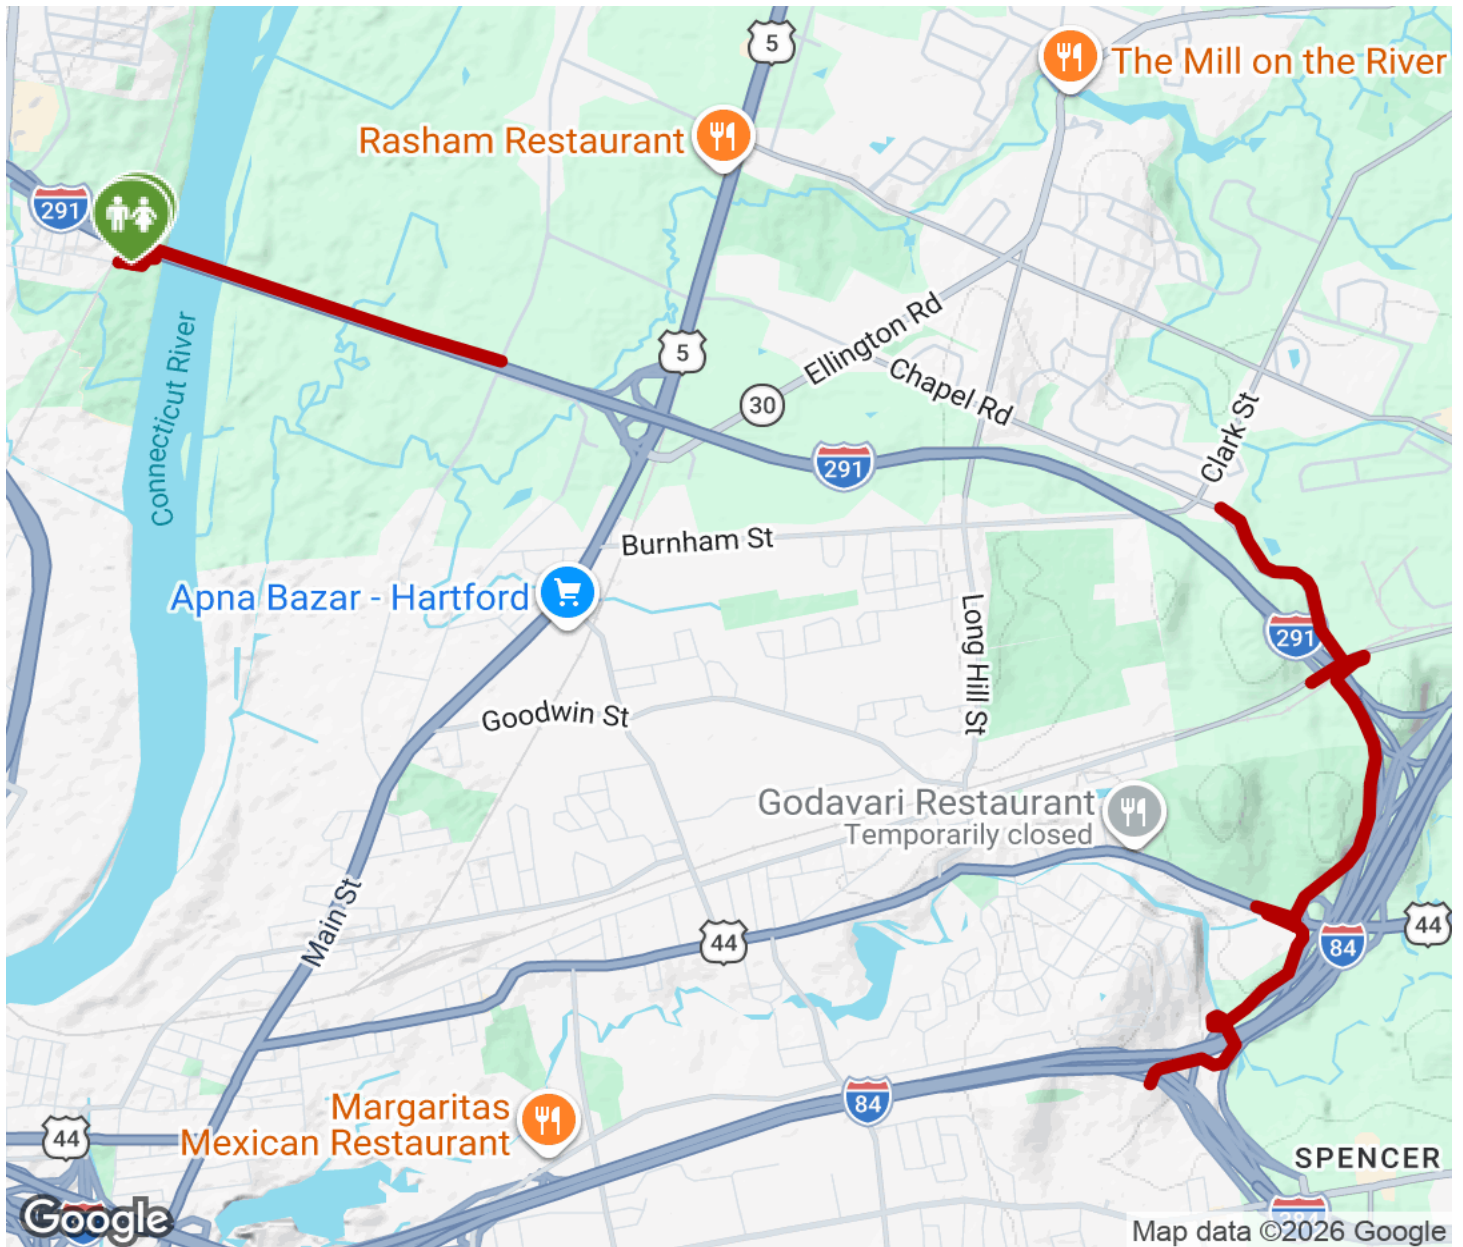 5
The Mill on the River
Rasham Restaurant
291
Connecticut River
5
Ellington Rd
Chapel Rd
30
Clark St
291
Burnham St
Apna Bazar - Hartford
Long Hill St
291
Goodwin St
Godavari Restaurant
Temporarily closed
Main St
44
44
84
84
Margaritas
Mexican Restaurant
44
SPENCER
Google
Map data ©2026 Google